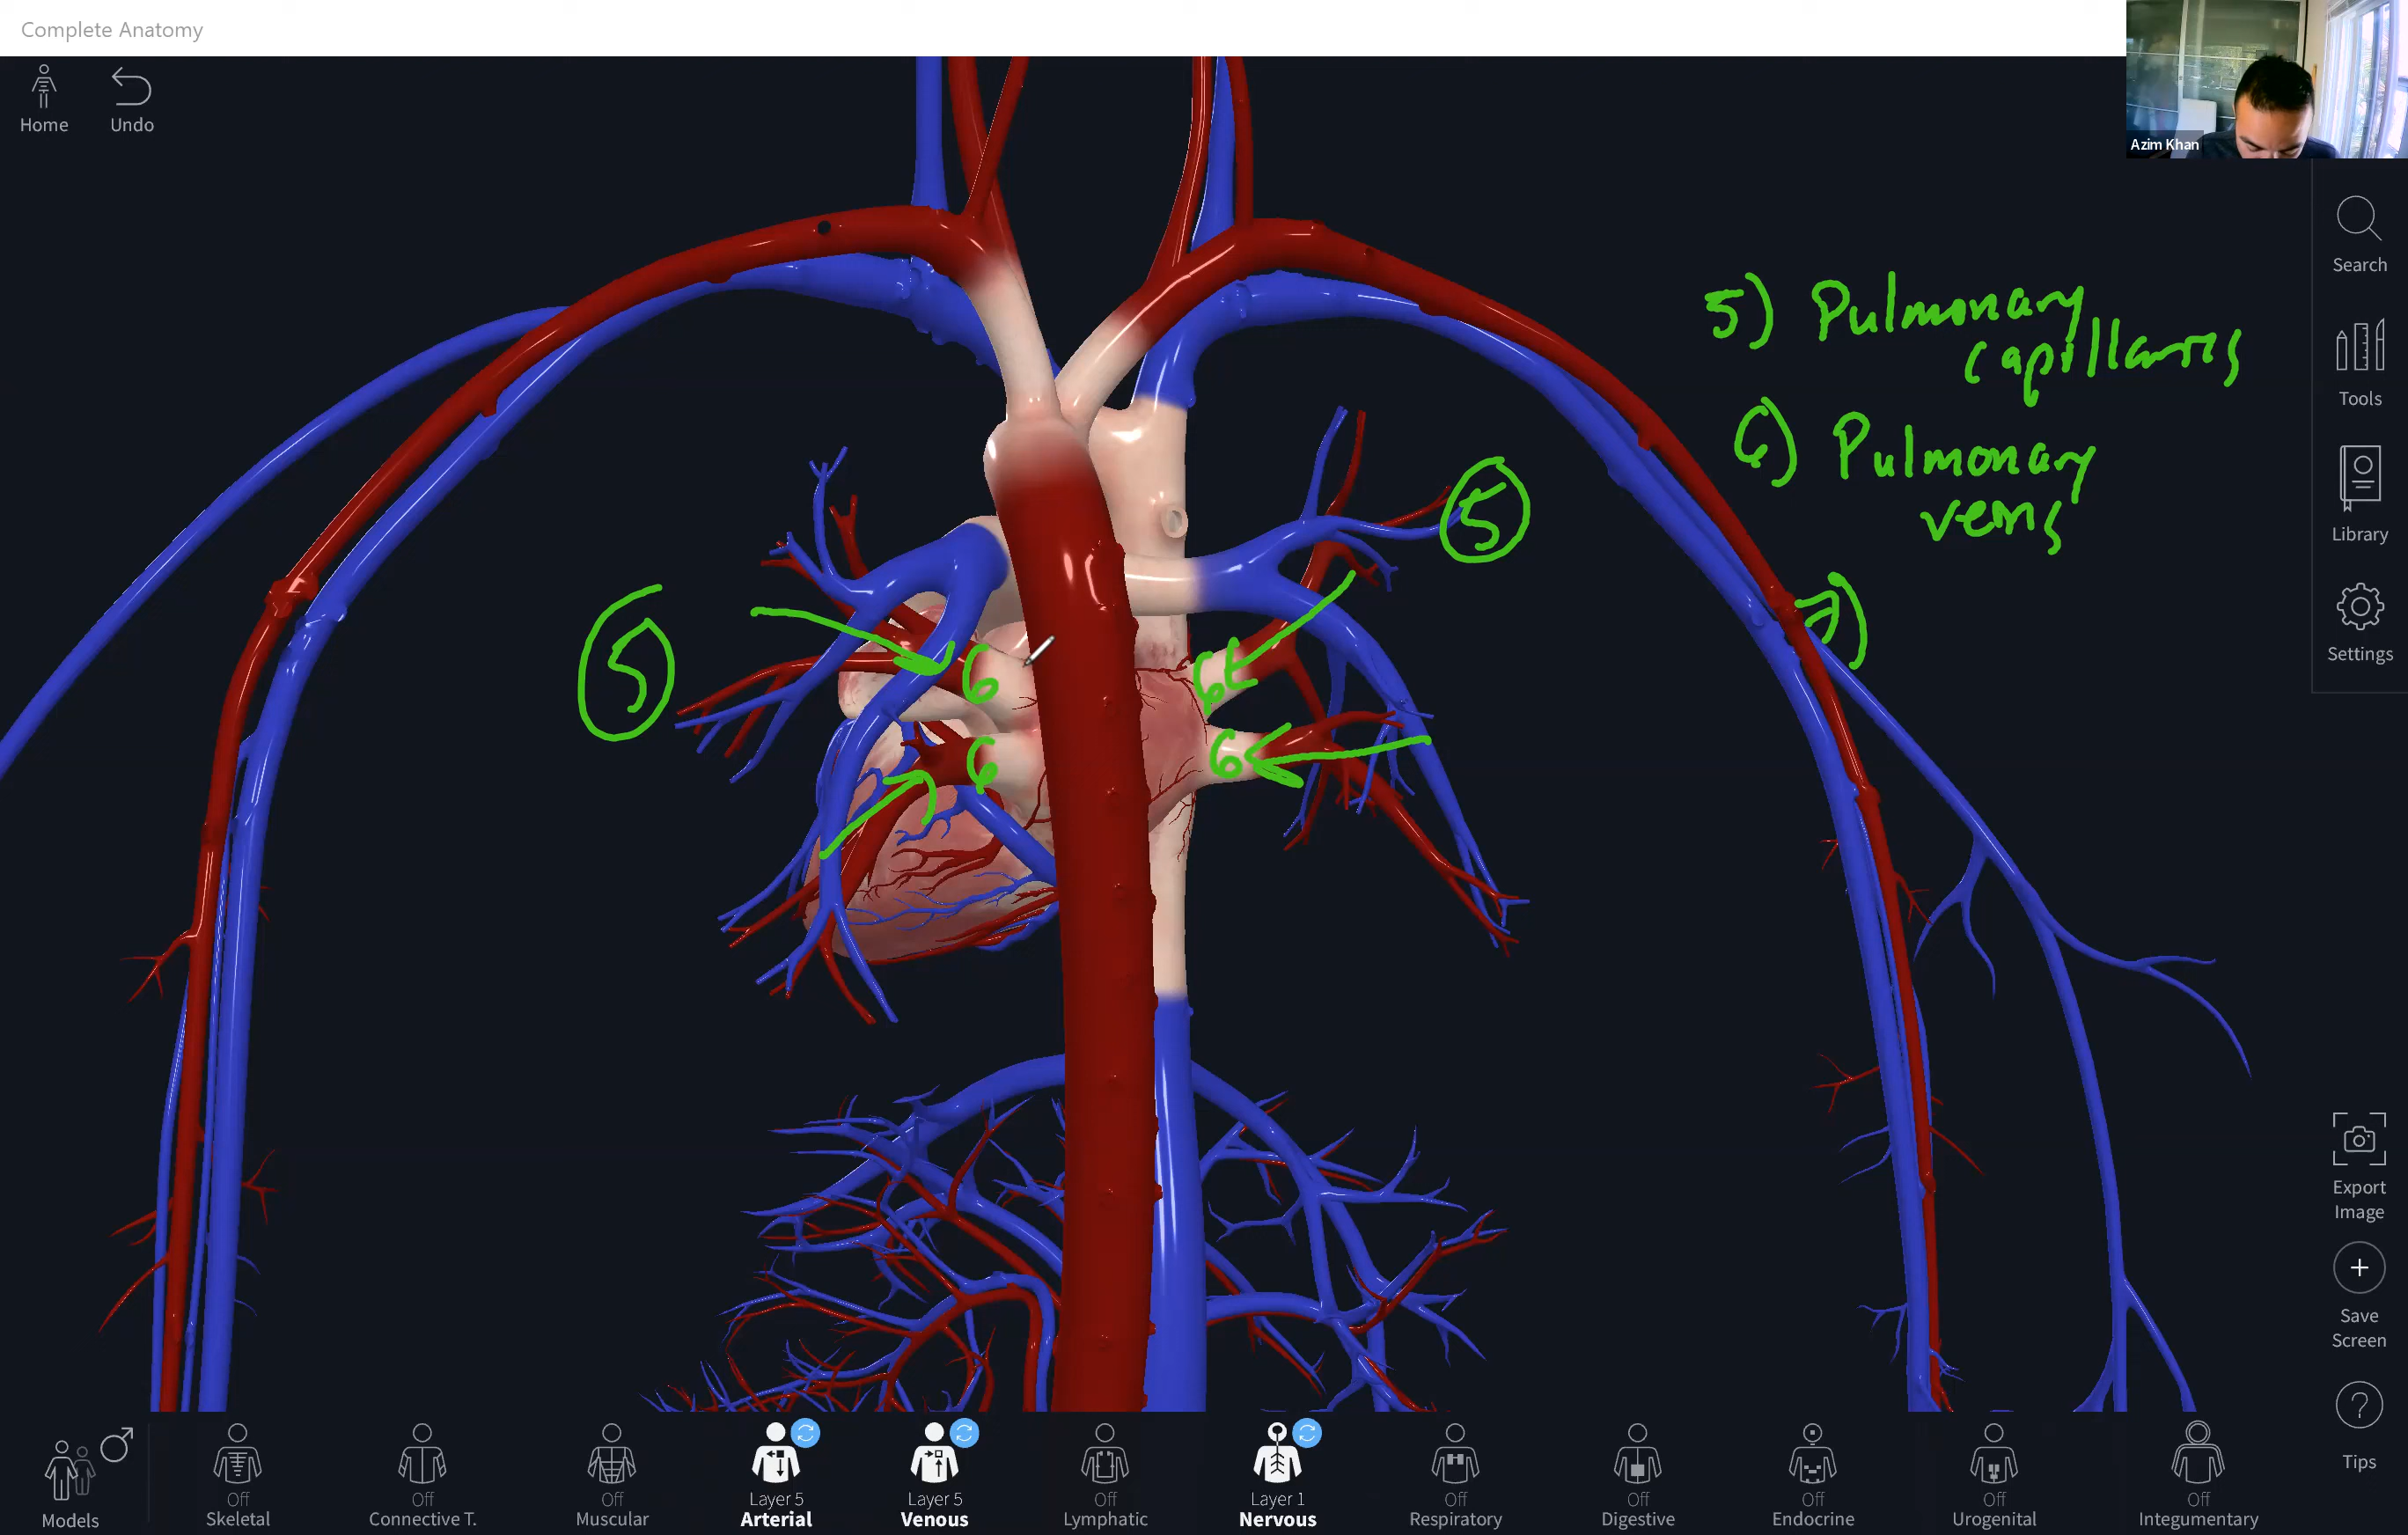 Complete Anatomy
Home
Undo
Azim Khan
Search
Tools
Library
Settings
5) Pulmonary
capillaries
6) Pulmonary
veins
7)
5
5
6
6
6
6
Export
Image
Save
Screen
Tips
Models
Off
Skeletal
Off
Connective T.
Off
Muscular
Layer 5
Arterial
Layer 5
Venous
Off
Lymphatic
Layer 1
Nervous
Off
Respiratory
Off
Digestive
Off
Endocrine
Off
Urogenital
Off
Integumentary